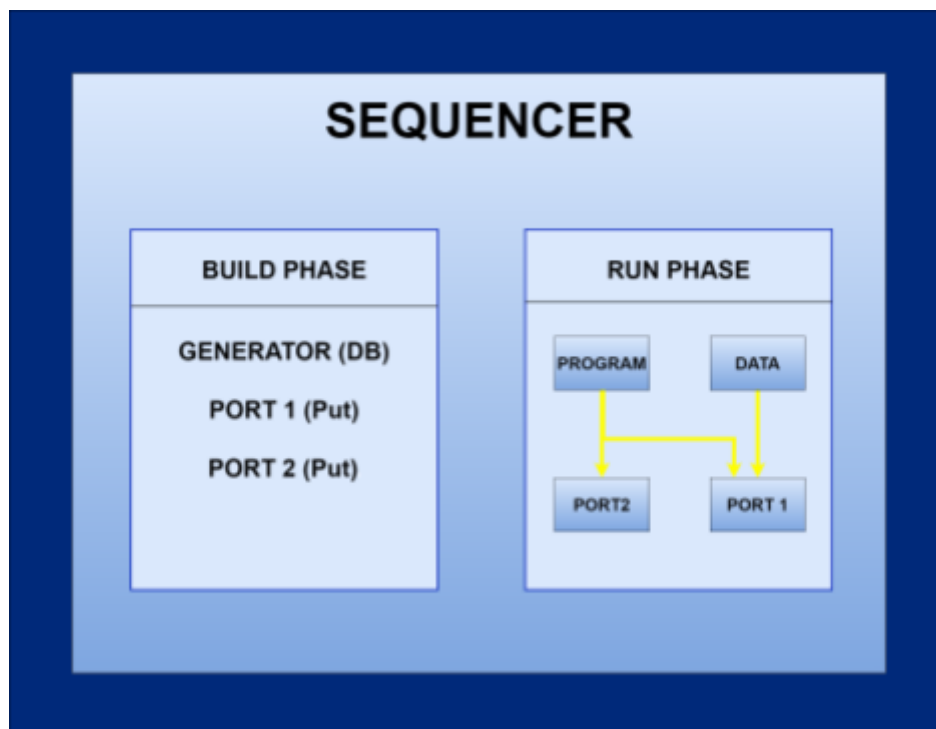 SEQUENCER
BUILD PHASE
GENERATOR (DB)
PORT 1 (Put)
PORT 2 (Put)
RUN PHASE
PROGRAM
DATA
PORT2
PORT 1